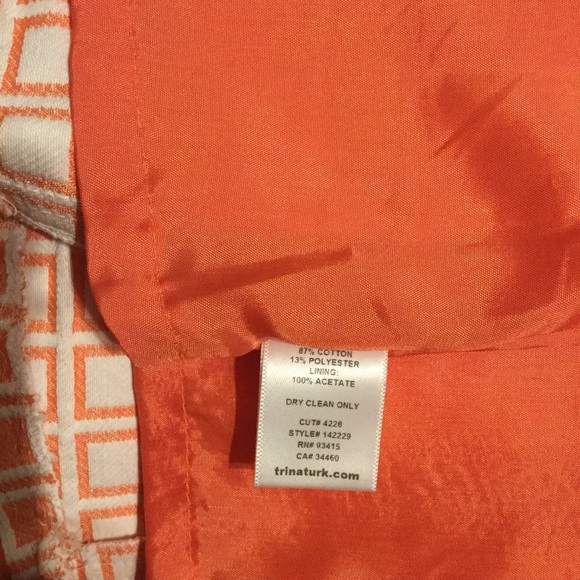 87% COTTON
13% POLYESTER
LINING:
100% ACETATE
DRY CLEAN ONLY
CUT# 4228
STYLE# 142229
RN# 93415
CA# 34460
trinaturk.com